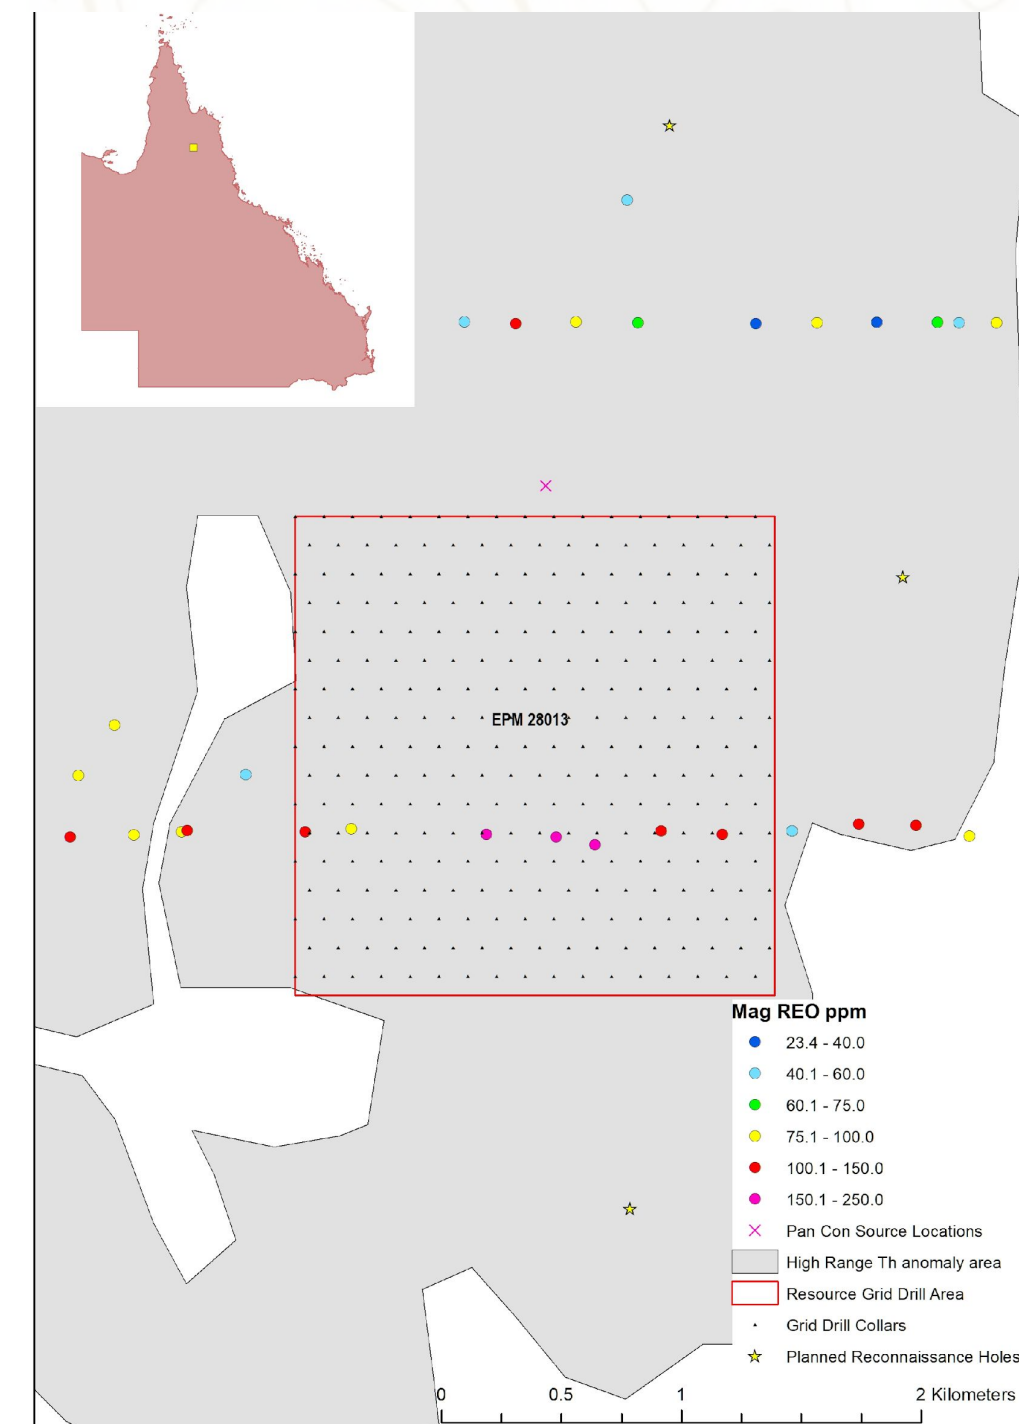 EPM 28013
Mag REO ppm
23.4 - 40.0
40.1 - 60.0
60.1 - 75.0
75.1 - 100.0
100.1 - 150.0
150.1 - 250.0
Pan Con Source Locations
High Range Th anomaly area
Resource Grid Drill Area
Grid Drill Collars
Planned Reconnaissance Holes
0 0.5 1 2 Kilometers